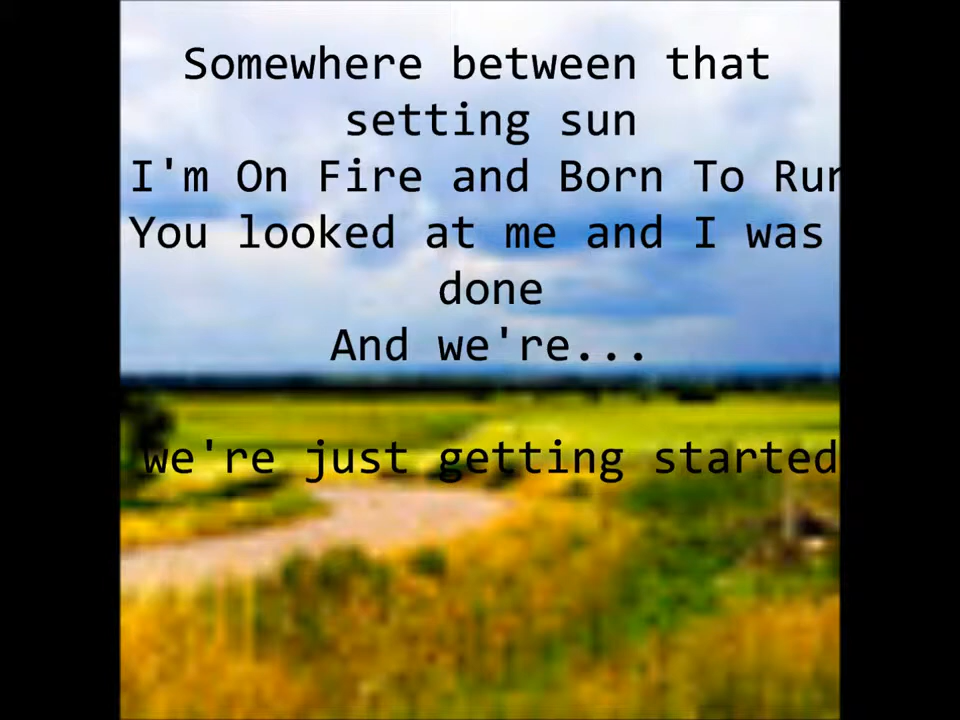 Somewhere between that
setting sun
I'm On Fire and Born To Run
You looked at me and I was
done
And we're...
we're just getting started